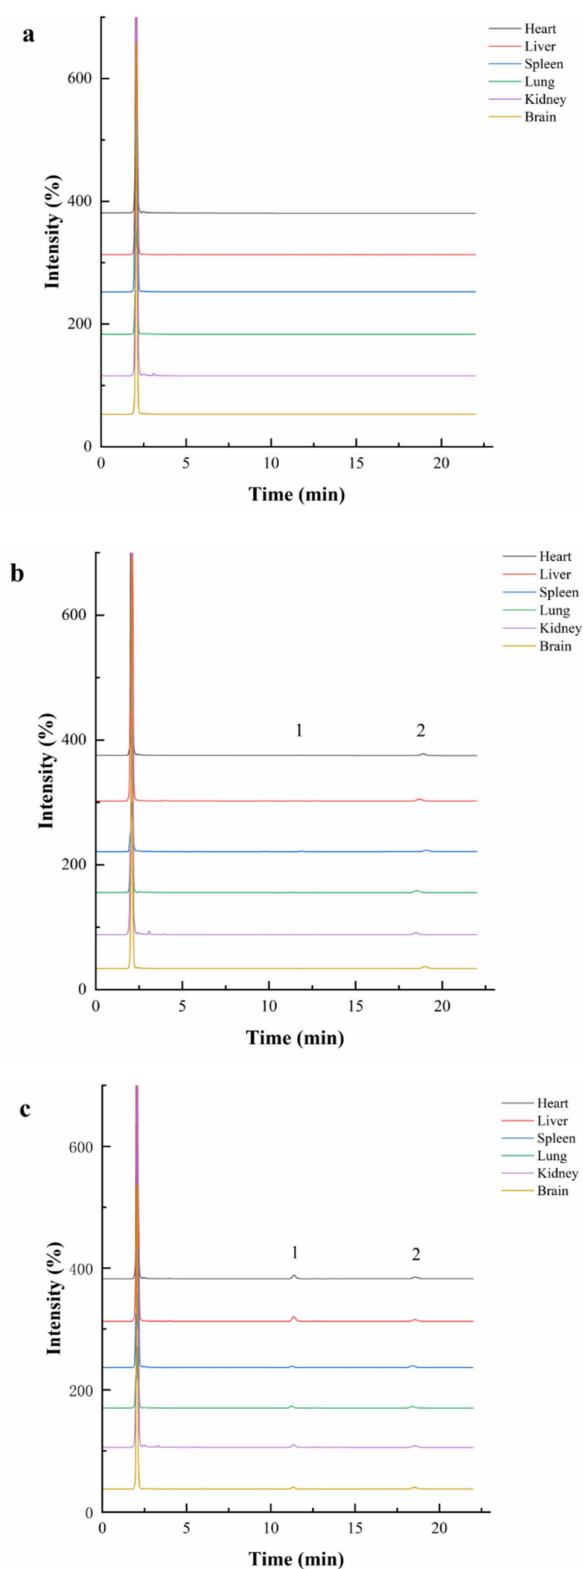 a
Heart
Liver
Spleen
Lung
Kidney
Brain
600
400
200
0
Intensity (%)
0 5 10 15 20
Time (min)
b
Heart
Liver
Spleen
Lung
Kidney
Brain
600
400
200
0
Intensity (%)
1 2
0 5 10 15 20
Time (min)
c
Heart
Liver
Spleen
Lung
Kidney
Brain
600
400
200
0
Intensity (%)
1 2
0 5 10 15 20
Time (min)